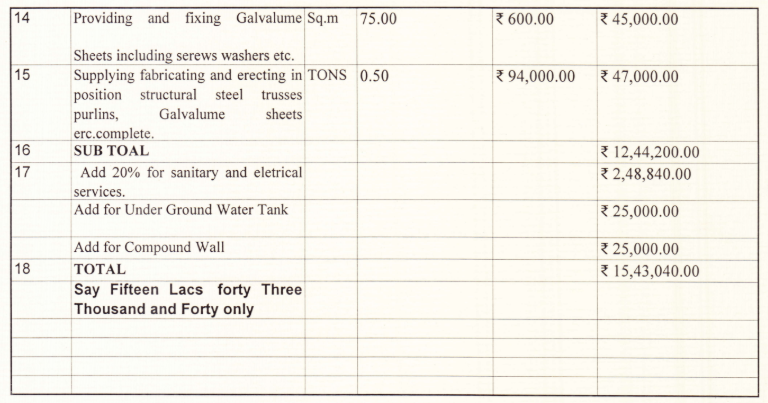 14 Providing and fixing Galvalume Sq.m 75.00 ₹ 600.00 ₹ 45,000.00
Sheets including serews washers etc.
15 Supplying fabricating and erecting in TONS 0.50 ₹ 94,000.00 ₹ 47,000.00
position structural steel trusses
purlins, Galvalume sheets
erc.complete.
16 SUB TOAL ₹ 12,44,200.00
17 Add 20% for sanitary and eletrical ₹ 2,48,840.00
services.
Add for Under Ground Water Tank ₹ 25,000.00
Add for Compound Wall ₹ 25,000.00
18 TOTAL ₹ 15,43,040.00
Say Fifteen Lacs forty Three
Thousand and Forty only